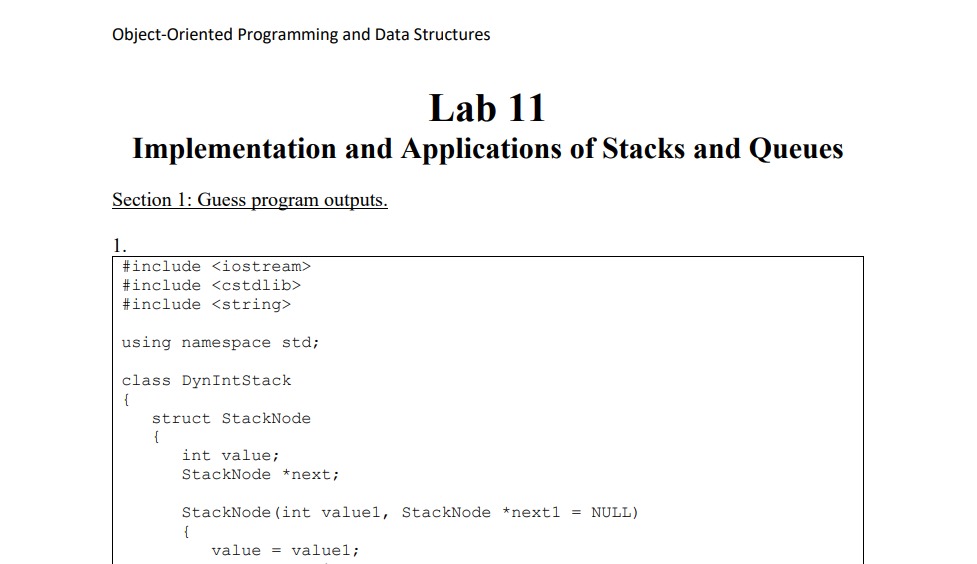 Object-Oriented Programming and Data Structures
Lab 11
Implementation and Applications of Stacks and Queues
Section 1: Guess program outputs.
1.
#include <iostream>
#include <cstdlib>
#include <string>
using namespace std;
class DynIntStack
{
struct StackNode
{
int value;
StackNode *next;
StackNode(int value1, StackNode *next1 = NULL)
{
value = value1;